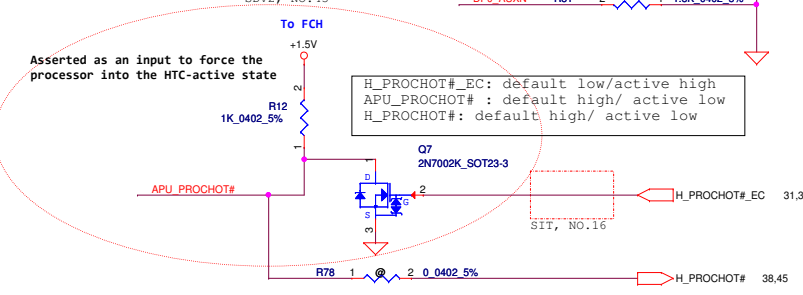 To FCH
+1.5V
Asserted as an input to force the
processor into the HTC-active state
2
R12
1K_0402_5%
1
H_PROCHOT#_EC: default low/active high
APU_PROCHOT# : default high/ active low
H_PROCHOT#: default high/ active low
Q7
2N7002K_SOT23-3
1
D
APU_PROCHOT#
2
G
H_PROCHOT#_EC 31,3
S
3
SIT, NO.16
R78 1 @ 2 0_0402_5%
H_PROCHOT# 38,45